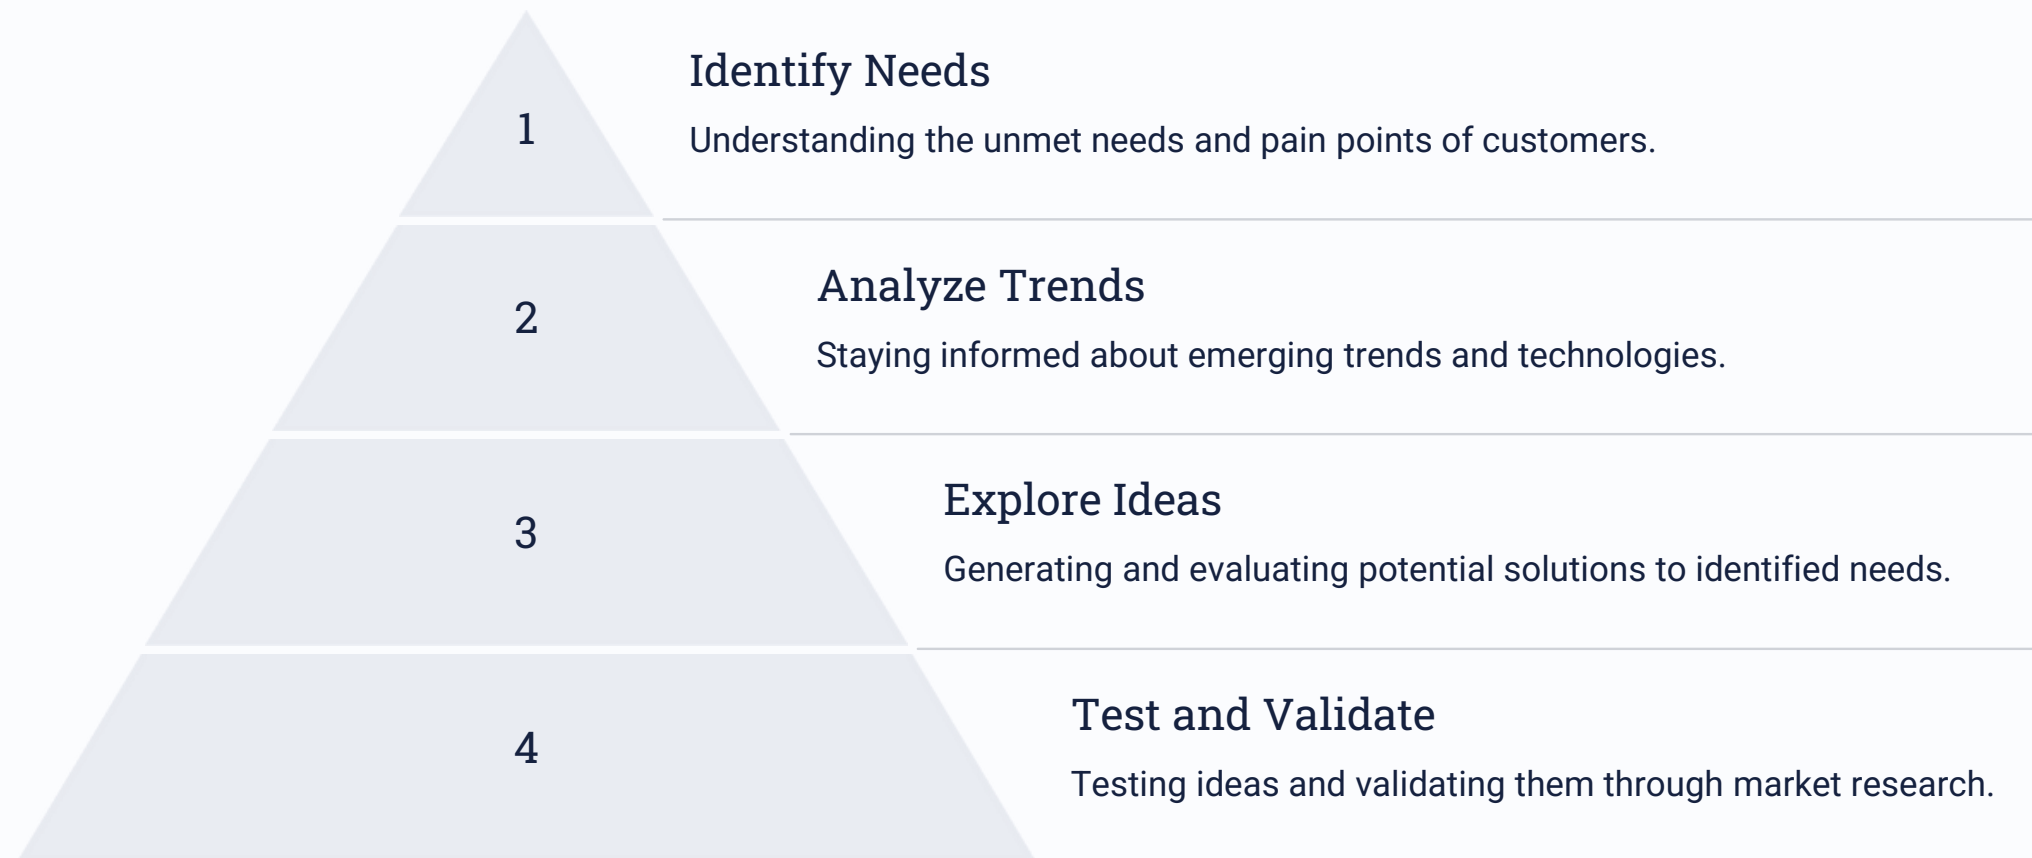 1
Identify Needs
Understanding the unmet needs and pain points of customers.
2
Analyze Trends
Staying informed about emerging trends and technologies.
3
Explore Ideas
Generating and evaluating potential solutions to identified needs.
4
Test and Validate
Testing ideas and validating them through market research.